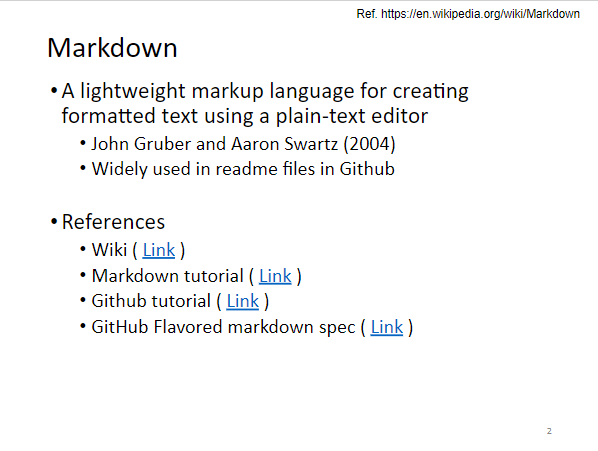 Ref. https://en.wikipedia.org/wiki/Markdown
Markdown
• A lightweight markup language for creating
formatted text using a plain-text editor
• John Gruber and Aaron Swartz (2004)
• Widely used in readme files in Github
• References
• Wiki ( Link )
• Markdown tutorial ( Link )
• Github tutorial ( Link )
• GitHub Flavored markdown spec ( Link )
2